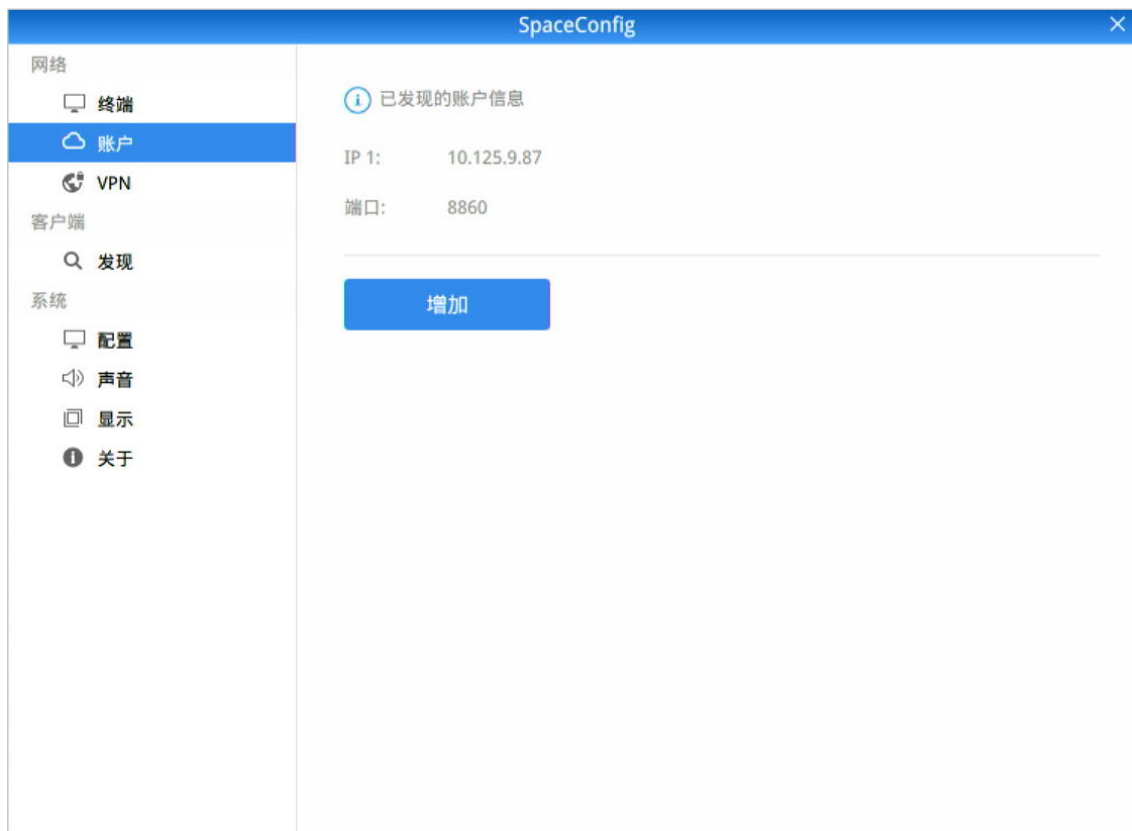 SpaceConfig
网络
终端
账户
VPN
客户端
发现
系统
配置
声音
显示
关于
已发现的账户信息
IP 1: 10.125.9.87
端口: 8860
增加